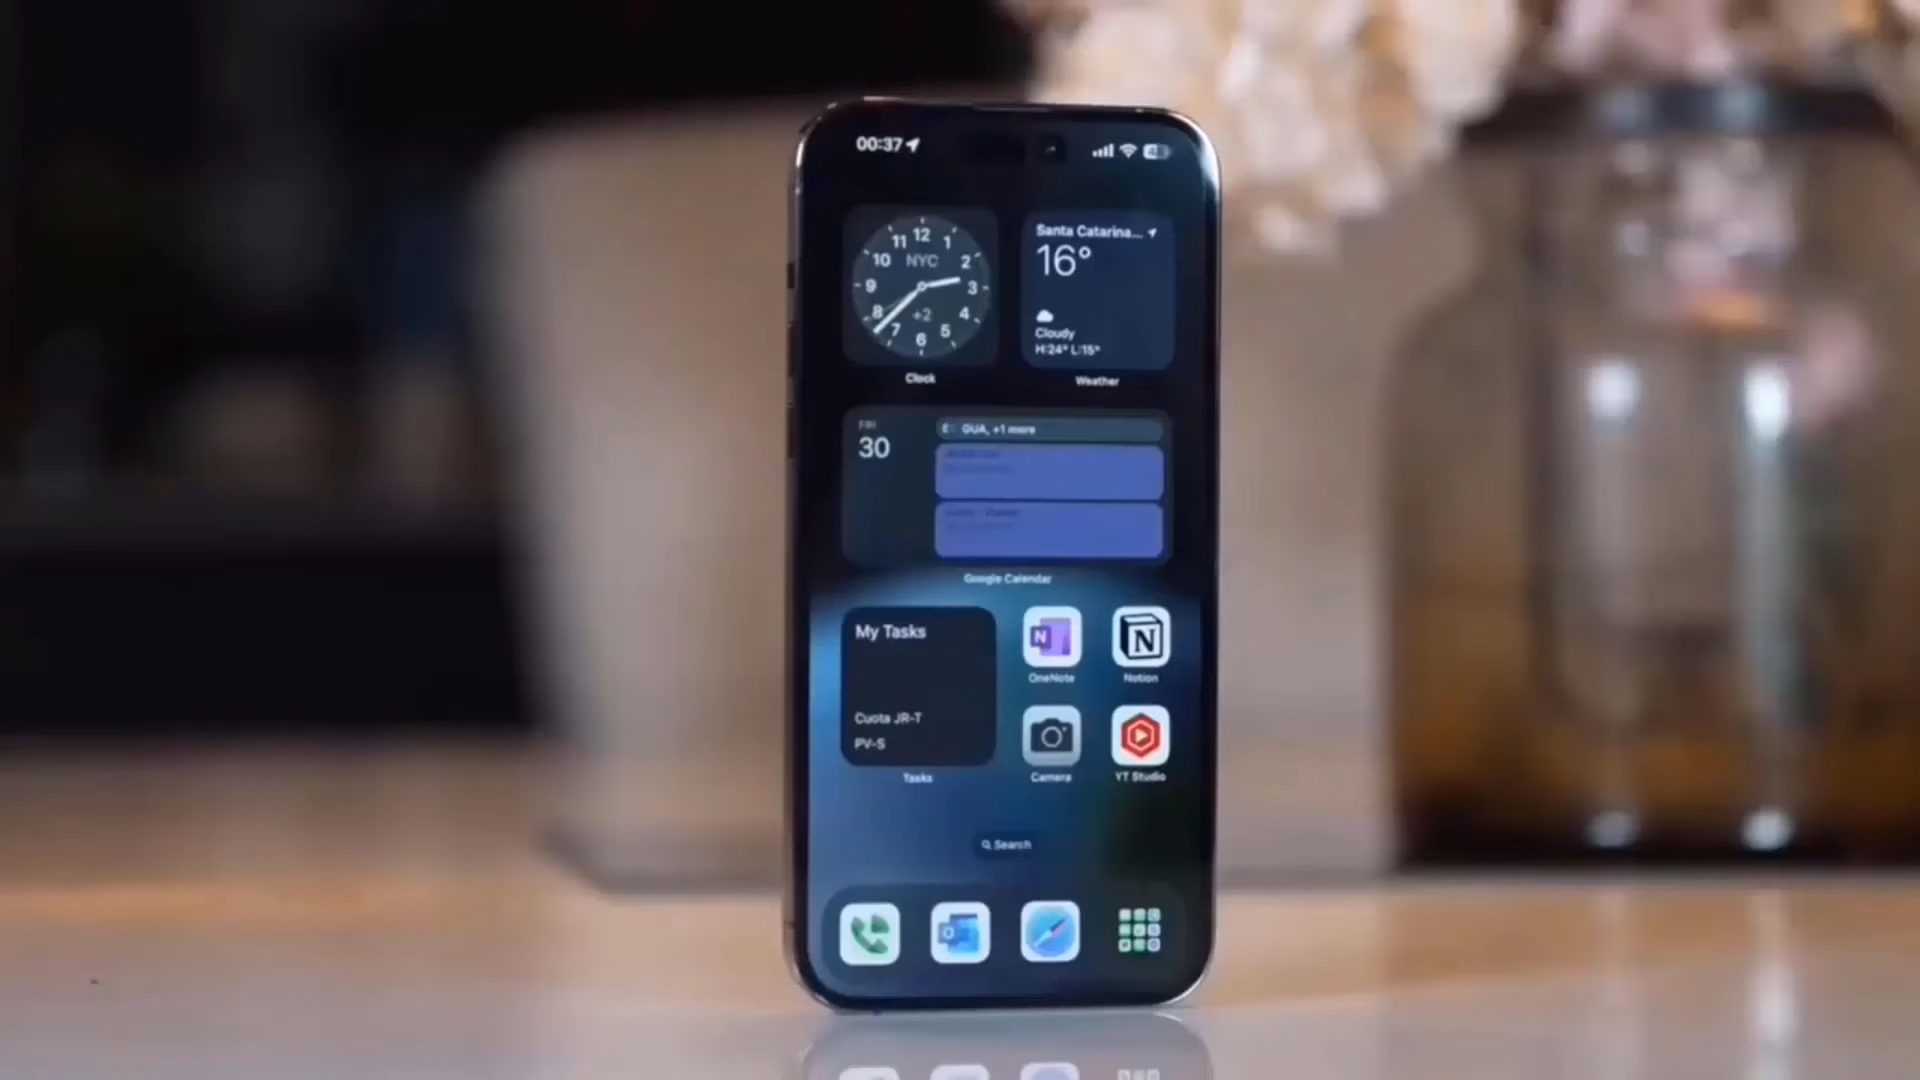 00:37
12
11 1
10 NYC 2
9 3
8 +2 4
7 5
6
Clock
Santa Catarina...
16°
Cloudy
H:24° L:15°
Weather
FRI
30
GUA, +1 more
Google Calendar
My Tasks
Cuota JR-T
PV-S
Tasks
N
OneNote
N
Notion
Camera
YT Studio
Search